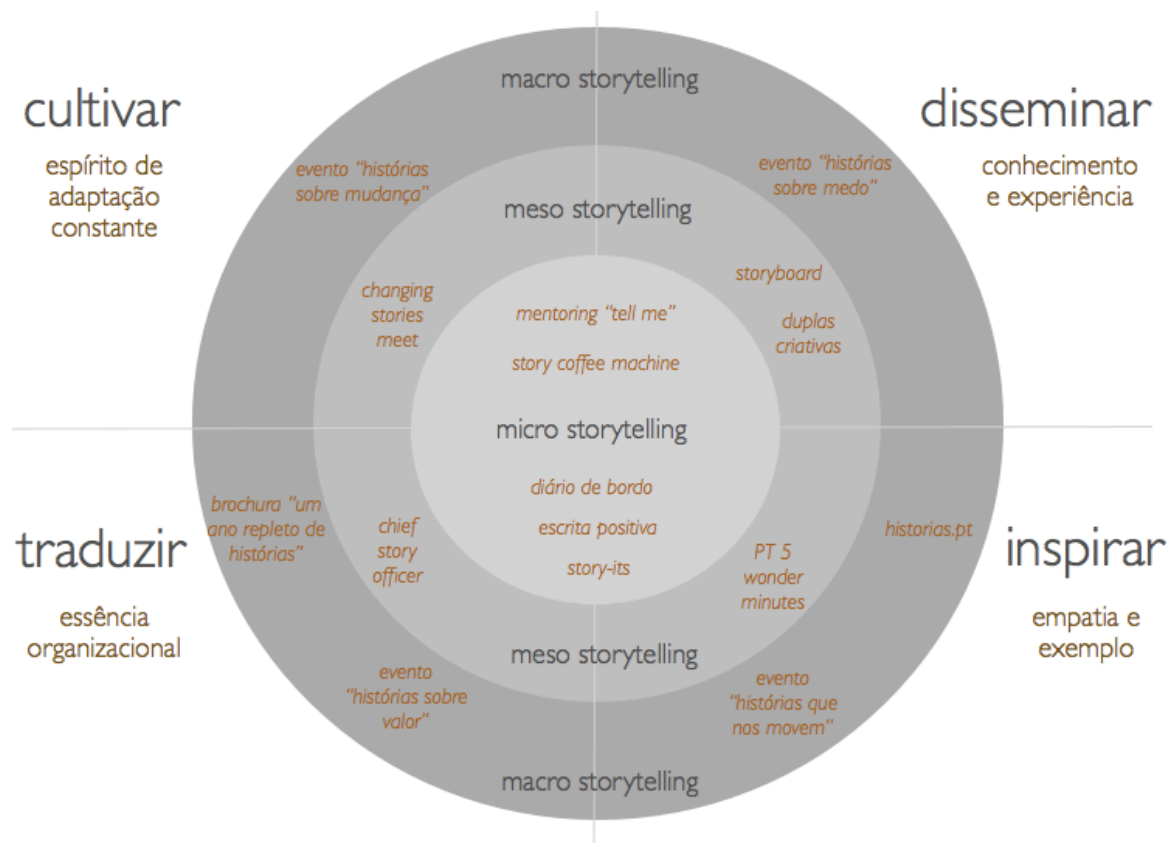 macro storytelling
cultivar
espírito de
adaptação
constante
disseminar
conhecimento
e experiência
evento “histórias
sobre mudança”
evento “histórias
sobre medo”
meso storytelling
changing
stories
meet
storyboard
duplas
criativas
mentoring “tell me”
story coffee machine
micro storytelling
diário de bordo
escrita positiva
story-its
traduzir
essência
organizacional
brochura “um
ano repleto de
histórias”
chief
story
officer
PT 5
wonder
minutes
historias.pt
inspirar
empatia e
exemplo
meso storytelling
evento
“histórias sobre
valor”
evento
“histórias que
nos movem”
macro storytelling